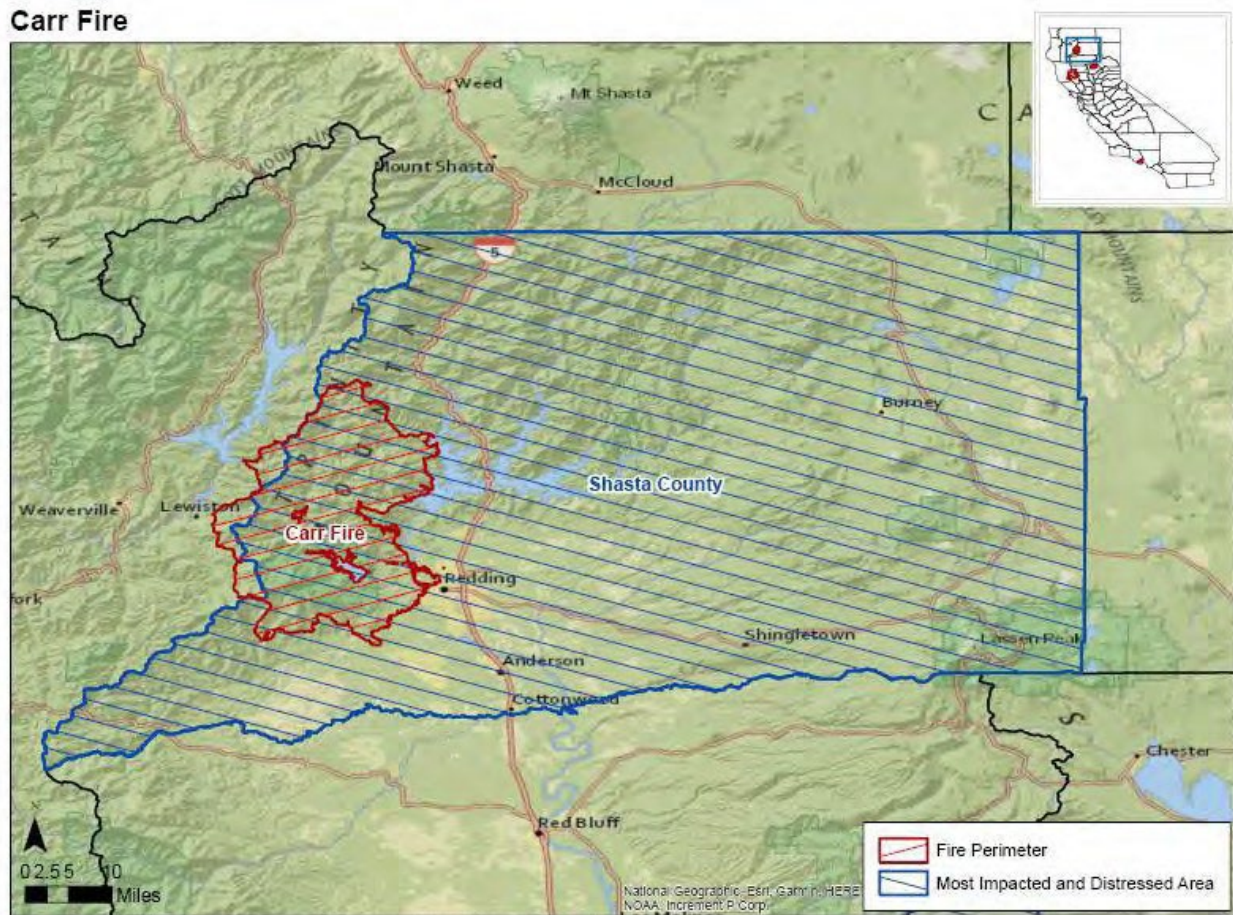 Carr Fire
Weed
Mt Shasta
C A
Mount Shasta
McCloud
5
MOUNTAINS
Burney
Shasta County
Weaverville
Lewiston
Carr Fire
Redding
fork
Shingletown
Lassen Peak
Anderson
Cottonwood
S
Chester
Red Bluff
N
0 2.5 5 10
Miles
Fire Perimeter
Most Impacted and Distressed Area
National Geographic, Esri, Garmin, HERE
NOAA, Increment P Corp.